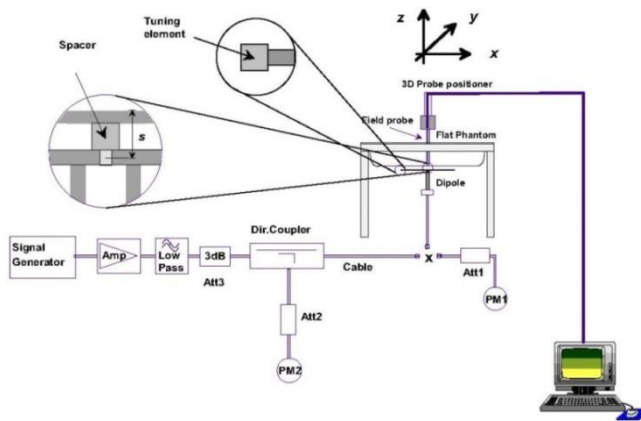 Tuning
element
Spacer
s
z
y
x
3D Probe positioner
Field probe
Flat Phantom
Dipole
Signal
Generator
Amp
Low
Pass
3dB
Att3
Dir.Coupler
Cable
x
Att1
PM1
Att2
PM2